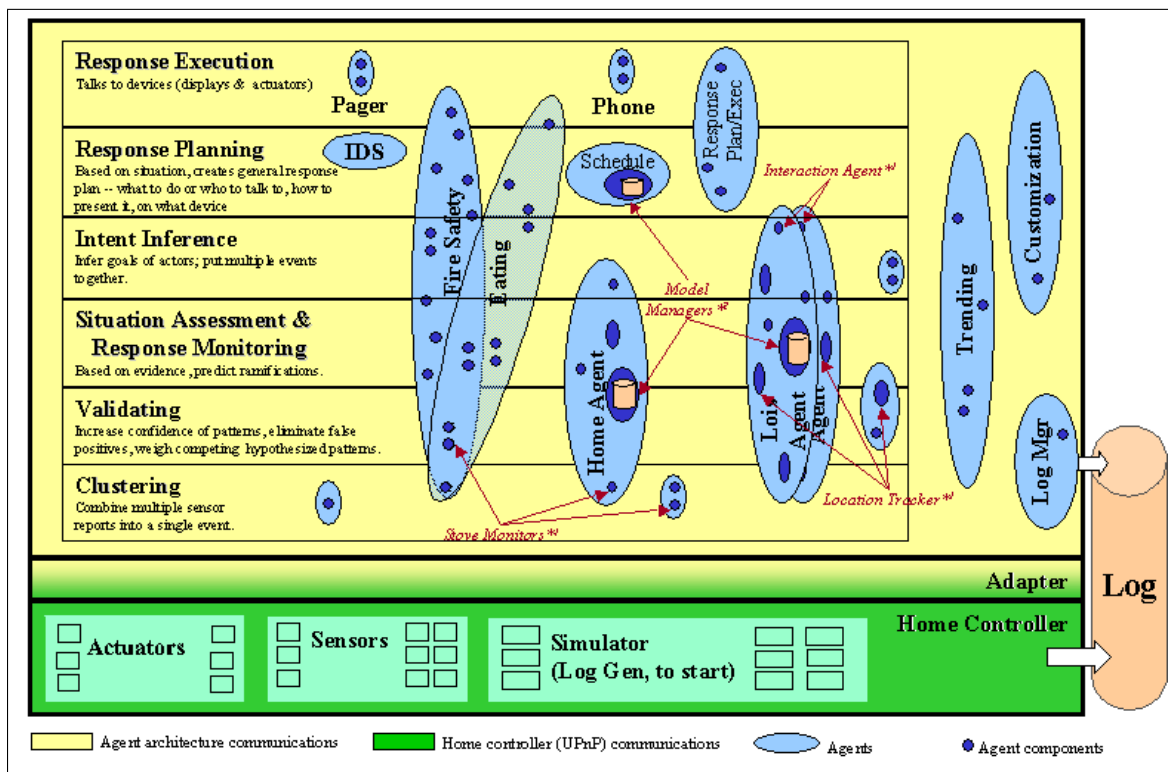 Response Execution
Talks to devices (displays & actuators)
Pager
Phone
Response
Plan/Exec
Response Planning
Based on situation, creates general response
plan -- what to do or who to talk to, how to
present it, on what device
IDS
Schedule
Interaction Agent*¹
Customization
Intent Inference
Infer goals of actors; put multiple events
together.
Fire Safety
Eating
Model
Managers*²
Trending
Situation Assessment &
Response Monitoring
Based on evidence, predict ramifications.
Home Agent
Lois
Agent
Agent
Validating
Increase confidence of patterns, eliminate false
positives, weigh competing hypothesized patterns.
Log Mgr
Clustering
Combine multiple sensor
reports into a single event.
Stove Monitors*¹
Location Tracker*¹
Adapter
Log
Home Controller
Actuators
Sensors
Simulator
(Log Gen, to start)
Agent architecture communications
Home controller (UPnP) communications
Agents
Agent components